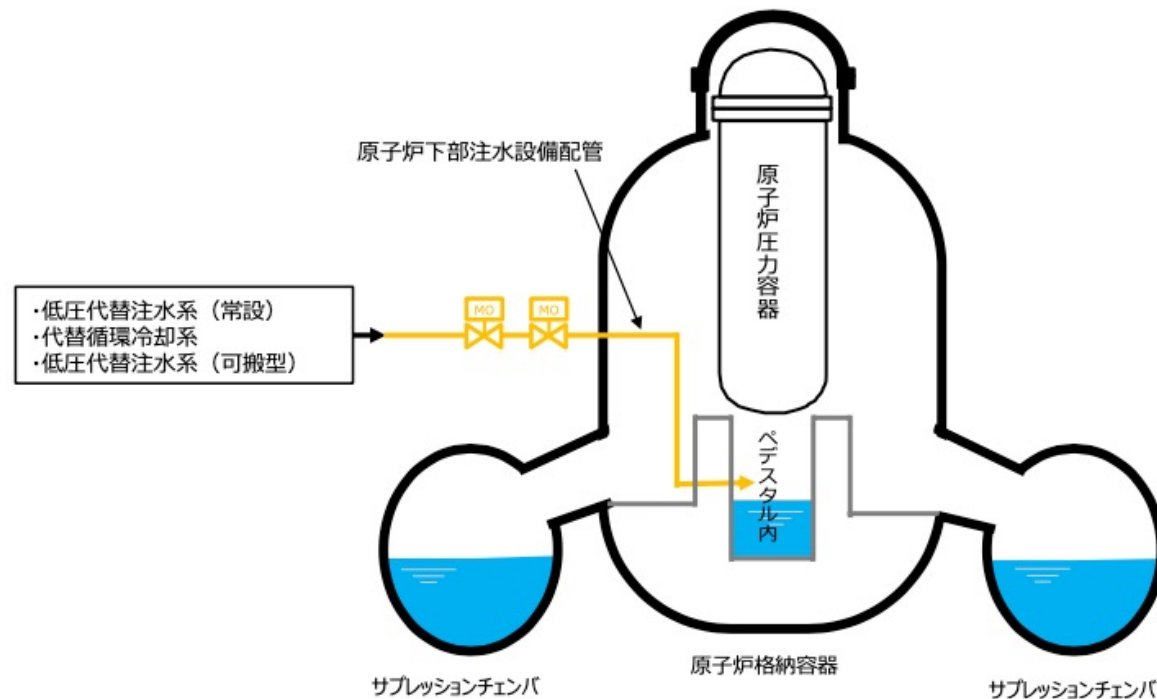 原子炉下部注水設備配管
原子炉圧力容器
・低圧代替注水系（常設）
・代替循環冷却系
・低圧代替注水系（可搬型）
MO
MO
ペデスタル内
原子炉格納容器
サプレッションチェンバ
サプレッションチェンバ